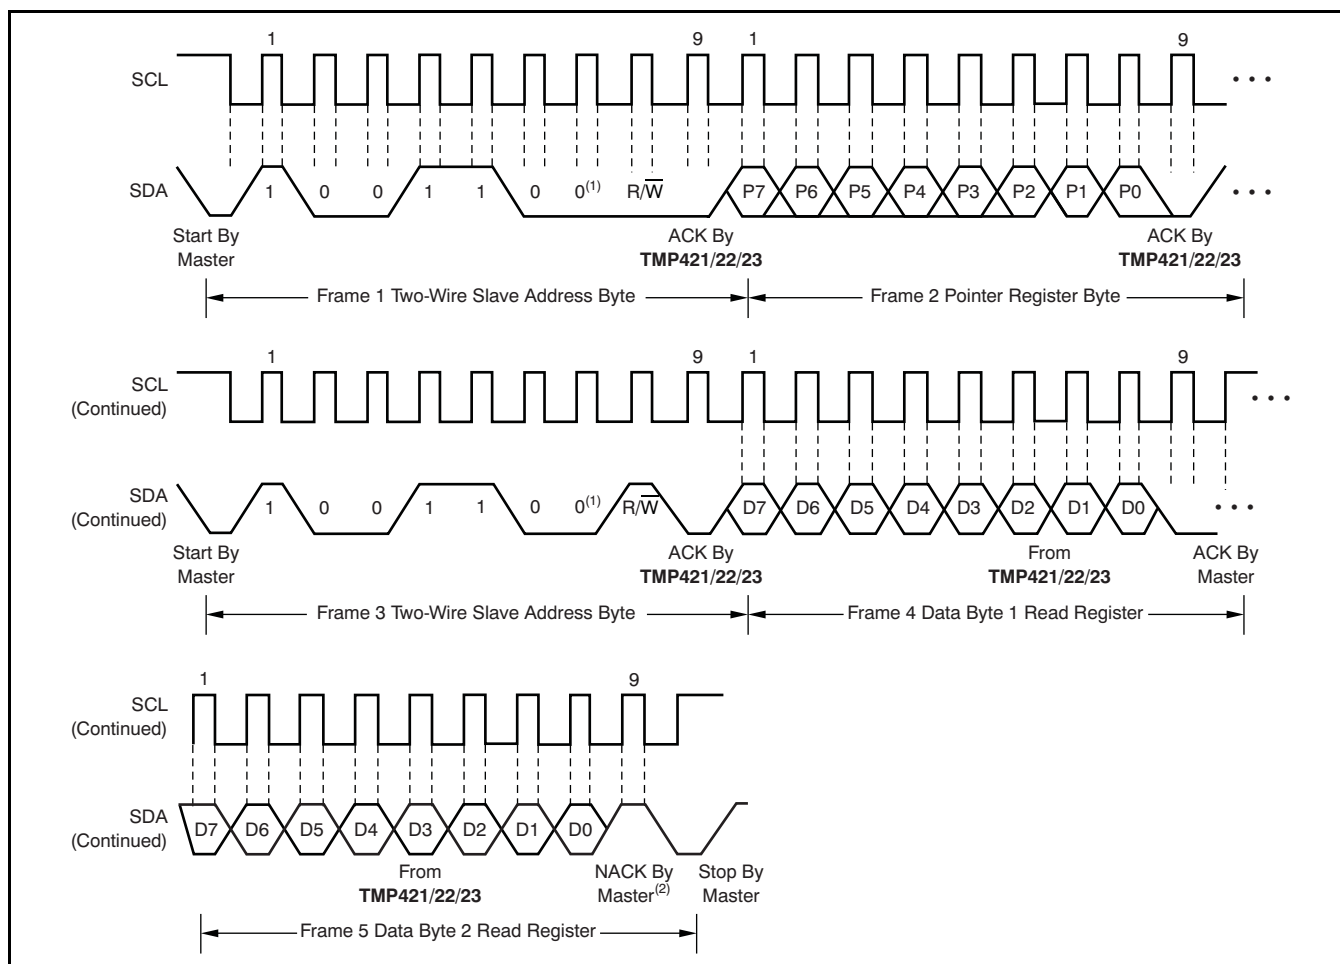 1 9 1 9
SCL • • •
SDA 1 0 0 1 1 0 0(1) R/W̅ P7 P6 P5 P4 P3 P2 P1 P0 • • •
Start By Master
ACK By TMP421/22/23
ACK By TMP421/22/23
Frame 1 Two-Wire Slave Address Byte
Frame 2 Pointer Register Byte
1 9 1 9
SCL (Continued) • • •
SDA (Continued) 1 0 0 1 1 0 0(1) R/W̅ D7 D6 D5 D4 D3 D2 D1 D0 • • •
Start By Master
ACK By TMP421/22/23
From TMP421/22/23
ACK By Master
Frame 3 Two-Wire Slave Address Byte
Frame 4 Data Byte 1 Read Register
1 9
SCL (Continued)
SDA (Continued) D7 D6 D5 D4 D3 D2 D1 D0
From TMP421/22/23
NACK By Master(2)
Stop By Master
Frame 5 Data Byte 2 Read Register